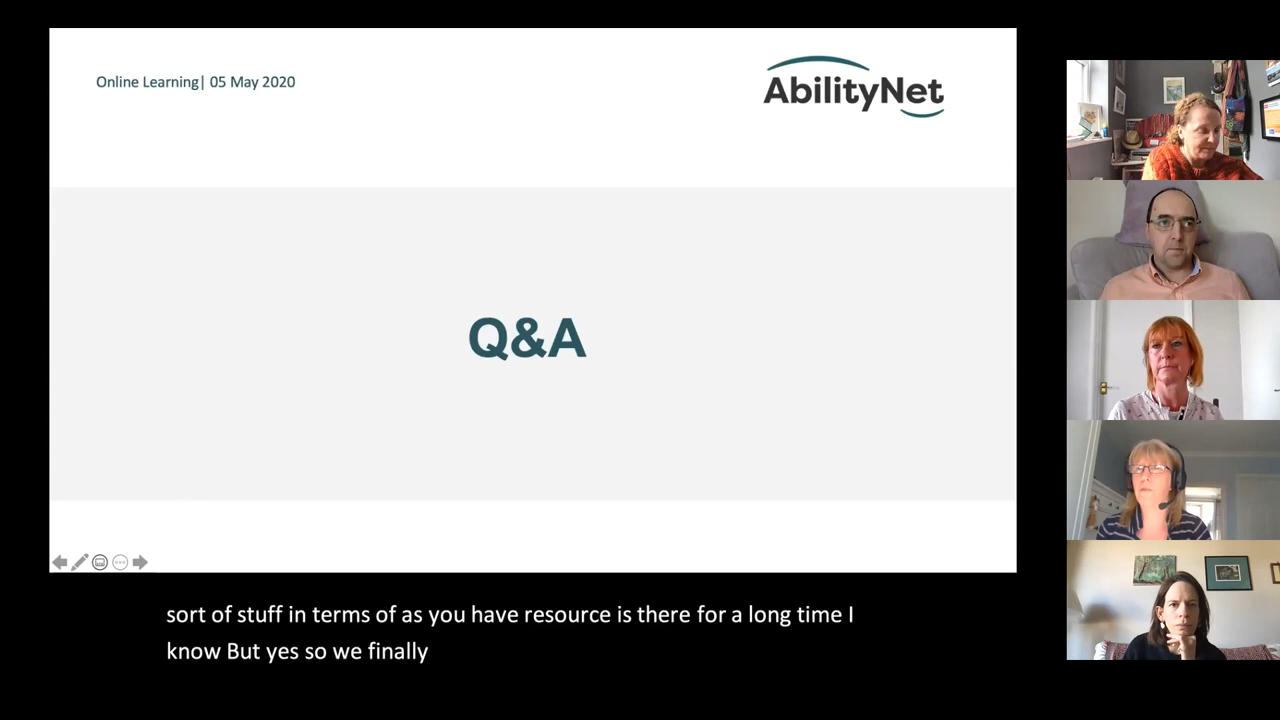 Online Learning| 05 May 2020
AbilityNet
Q&A
sort of stuff in terms of as you have resource is there for a long time I
know But yes so we finally